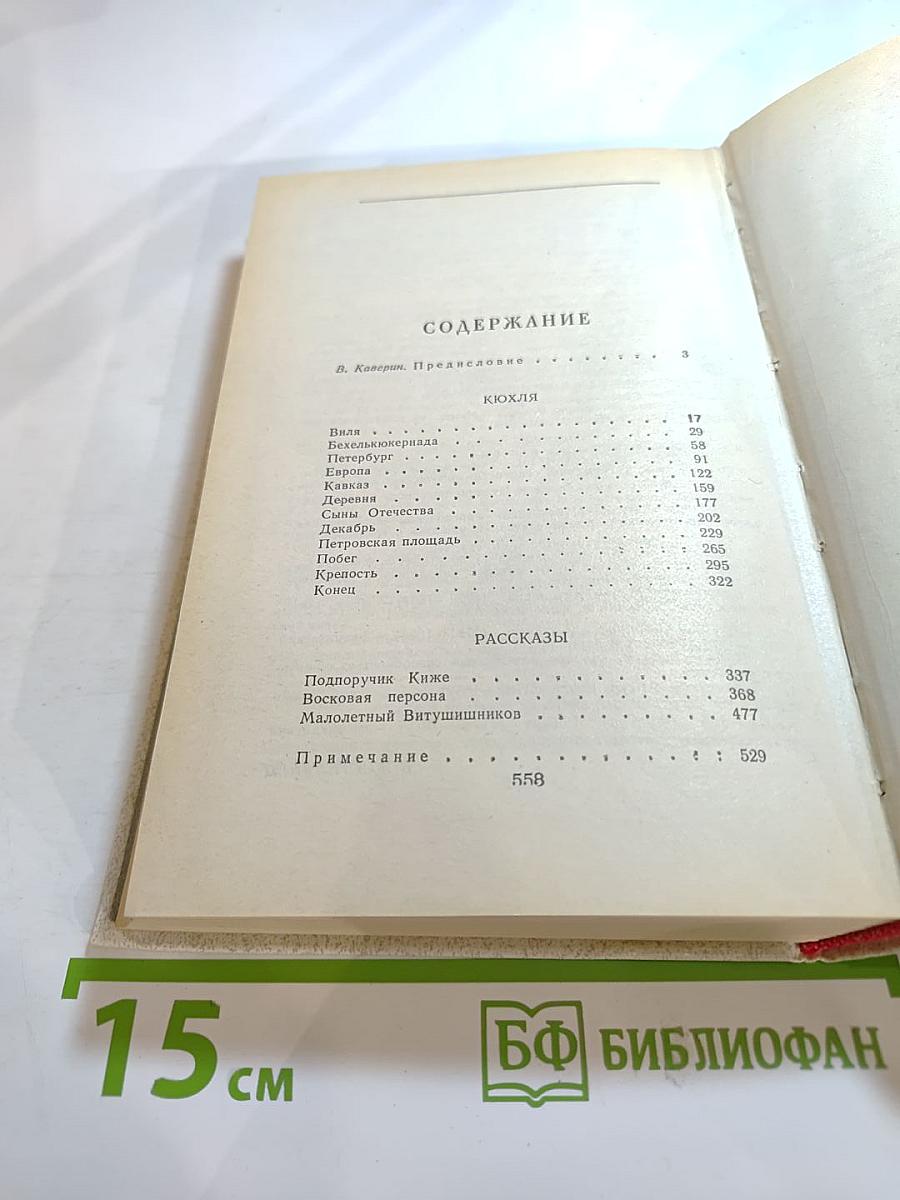 СОДЕРЖАНИЕ
В. Каверин. Предисловие . . . . . . . . 3
КЮХЛЯ
Виля . . . . . . . . . . . . . . . . 17
Бехелькюкериада . . . . . . . . . . . . 29
Петербург . . . . . . . . . . . . . . 58
Европа . . . . . . . . . . . . . . . 91
Кавказ . . . . . . . . . . . . . . . 122
Деревня . . . . . . . . . . . . . . . 159
Сыны Отечества . . . . . . . . . . . . 177
Декабрь . . . . . . . . . . . . . . . 202
Петровская площадь . . . . . . . . . . . 229
Побег . . . . . . . . . . . . . . . 265
Крепость . . . . . . . . . . . . . . 295
Конец . . . . . . . . . . . . . . . 322
РАССКАЗЫ
Подпоручик Киже . . . . . . . . . . . . 337
Восковая персона . . . . . . . . . . . . 368
Малолетный Витушишников . . . . . . . . . 477
Примечание . . . . . . . . . . . . . 529
558
15 см
БФ БИБЛИОФАН